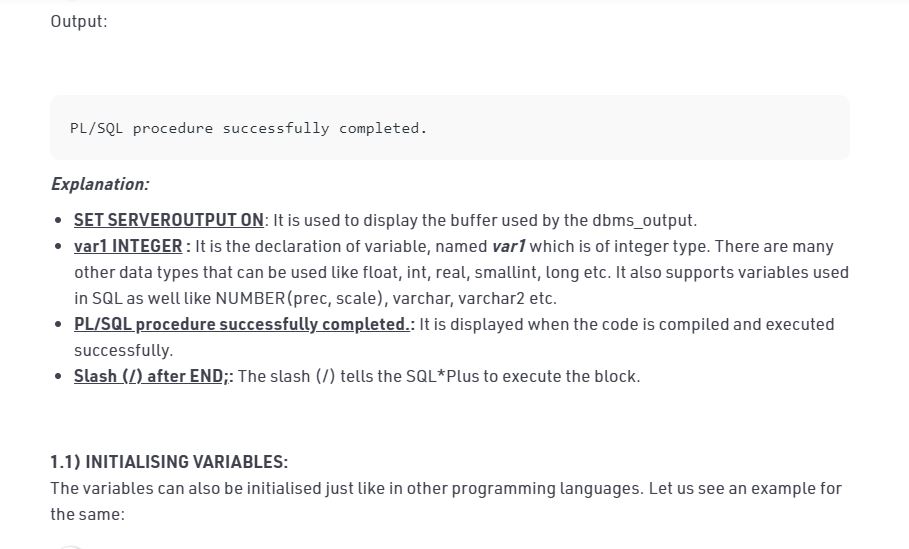 Output:
PL/SQL procedure successfully completed.
Explanation:
• SET SERVEROUTPUT ON: It is used to display the buffer used by the dbms_output.
• var1 INTEGER : It is the declaration of variable, named var1 which is of integer type. There are many
other data types that can be used like float, int, real, smallint, long etc. It also supports variables used
in SQL as well like NUMBER(prec, scale), varchar, varchar2 etc.
• PL/SQL procedure successfully completed.: It is displayed when the code is compiled and executed
successfully.
• Slash (/) after END;: The slash (/) tells the SQL*Plus to execute the block.
1.1) INITIALISING VARIABLES:
The variables can also be initialised just like in other programming languages. Let us see an example for
the same: